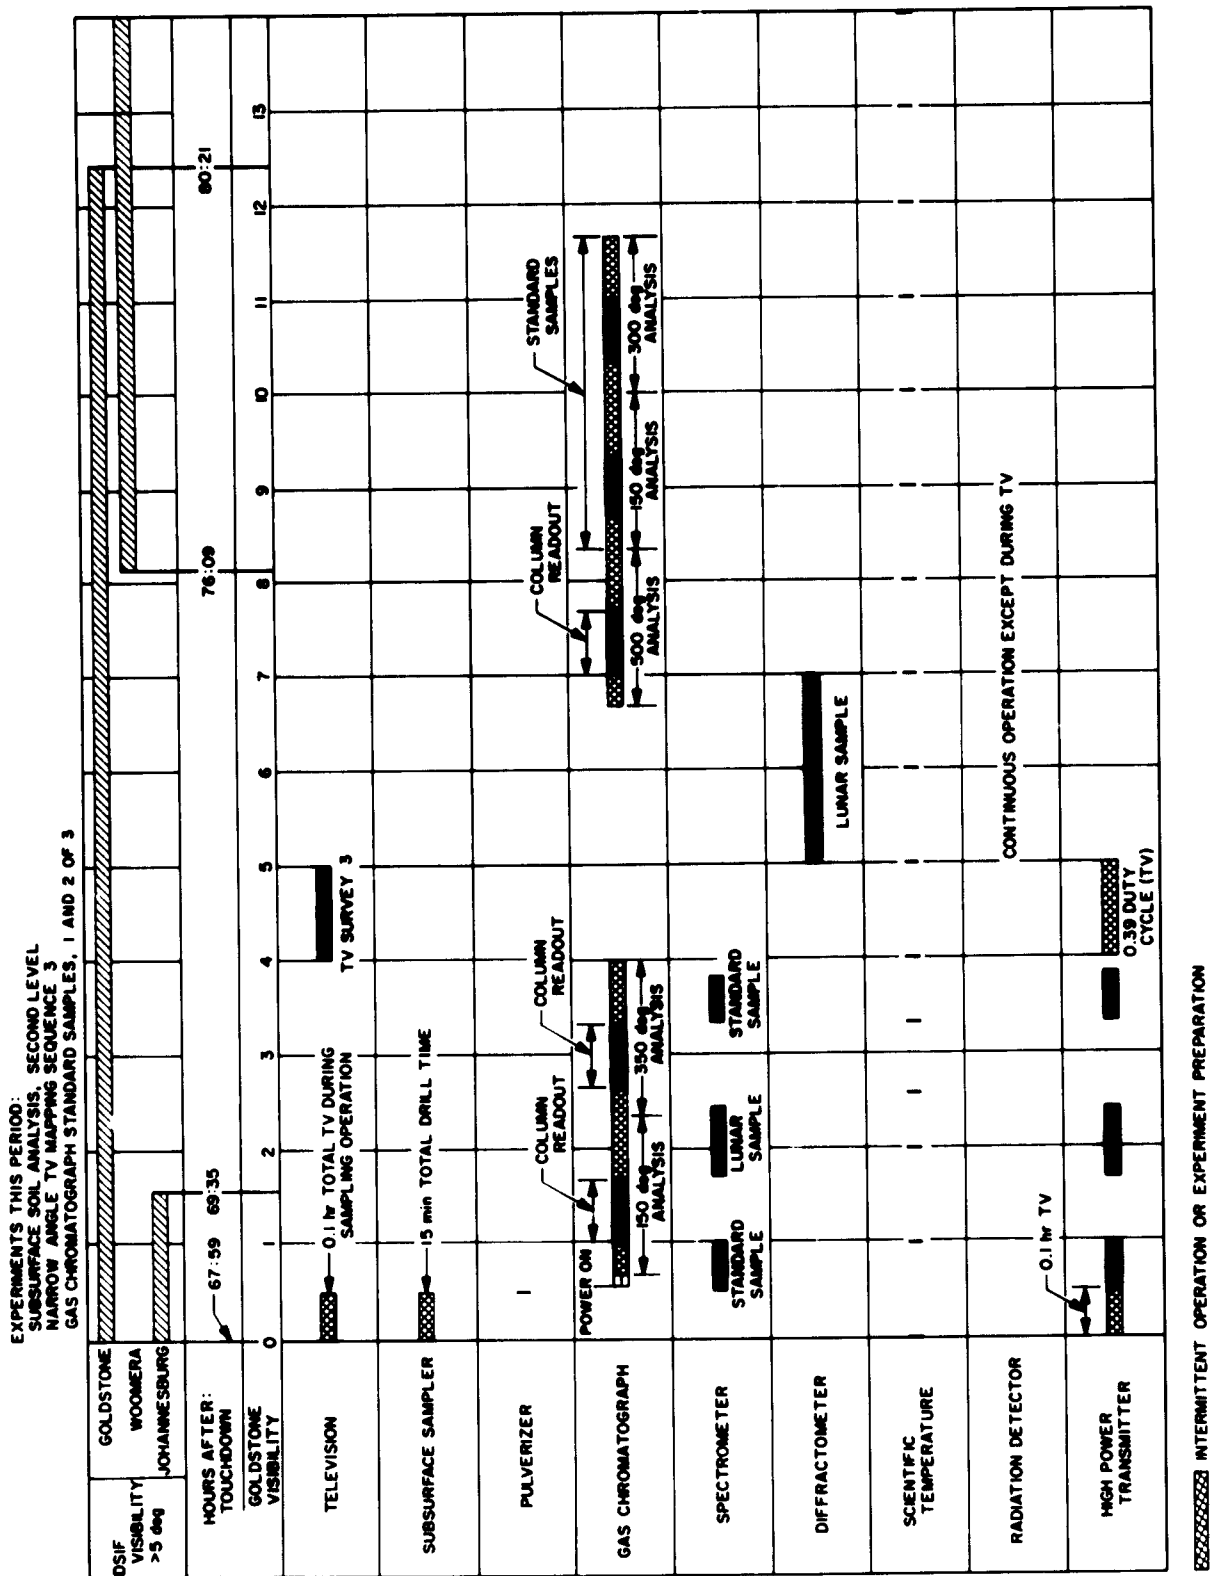 EXPERIMENTS THIS PERIOD:
SUBSURFACE SOIL ANALYSIS, SECOND LEVEL
NARROW ANGLE TV MAPPING SEQUENCE 3
GAS CHROMATOGRAPH STANDARD SAMPLES, 1 AND 2 OF 3
DSIF
VISIBILITY
>5 deg
GOLDSTONE
WOOMERA
JOHANNESBURG
HOURS AFTER:
TOUCHDOWN
67:59
69:35
76:09
80:21
GOLDSTONE
VISIBILITY
0
1
2
3
4
5
6
7
8
9
10
11
12
13
TELEVISION
0.1 hr TOTAL TV DURING
SAMPLING OPERATION
TV SURVEY 3
SUBSURFACE SAMPLER
15 min TOTAL DRILL TIME
PULVERIZER
GAS CHROMATOGRAPH
POWER ON
COLUMN
READOUT
COLUMN
READOUT
COLUMN
READOUT
STANDARD
SAMPLES
150 deg
ANALYSIS
350 deg
ANALYSIS
500 deg
ANALYSIS
150 deg
ANALYSIS
300 deg
ANALYSIS
SPECTROMETER
STANDARD
SAMPLE
LUNAR
SAMPLE
STANDARD
SAMPLE
DIFFRACTOMETER
LUNAR SAMPLE
SCIENTIFIC
TEMPERATURE
RADIATION DETECTOR
CONTINUOUS OPERATION EXCEPT DURING TV
HIGH POWER
TRANSMITTER
0.1 hr TV
0.39 DUTY
CYCLE (TV)
INTERMITTENT OPERATION OR EXPERIMENT PREPARATION